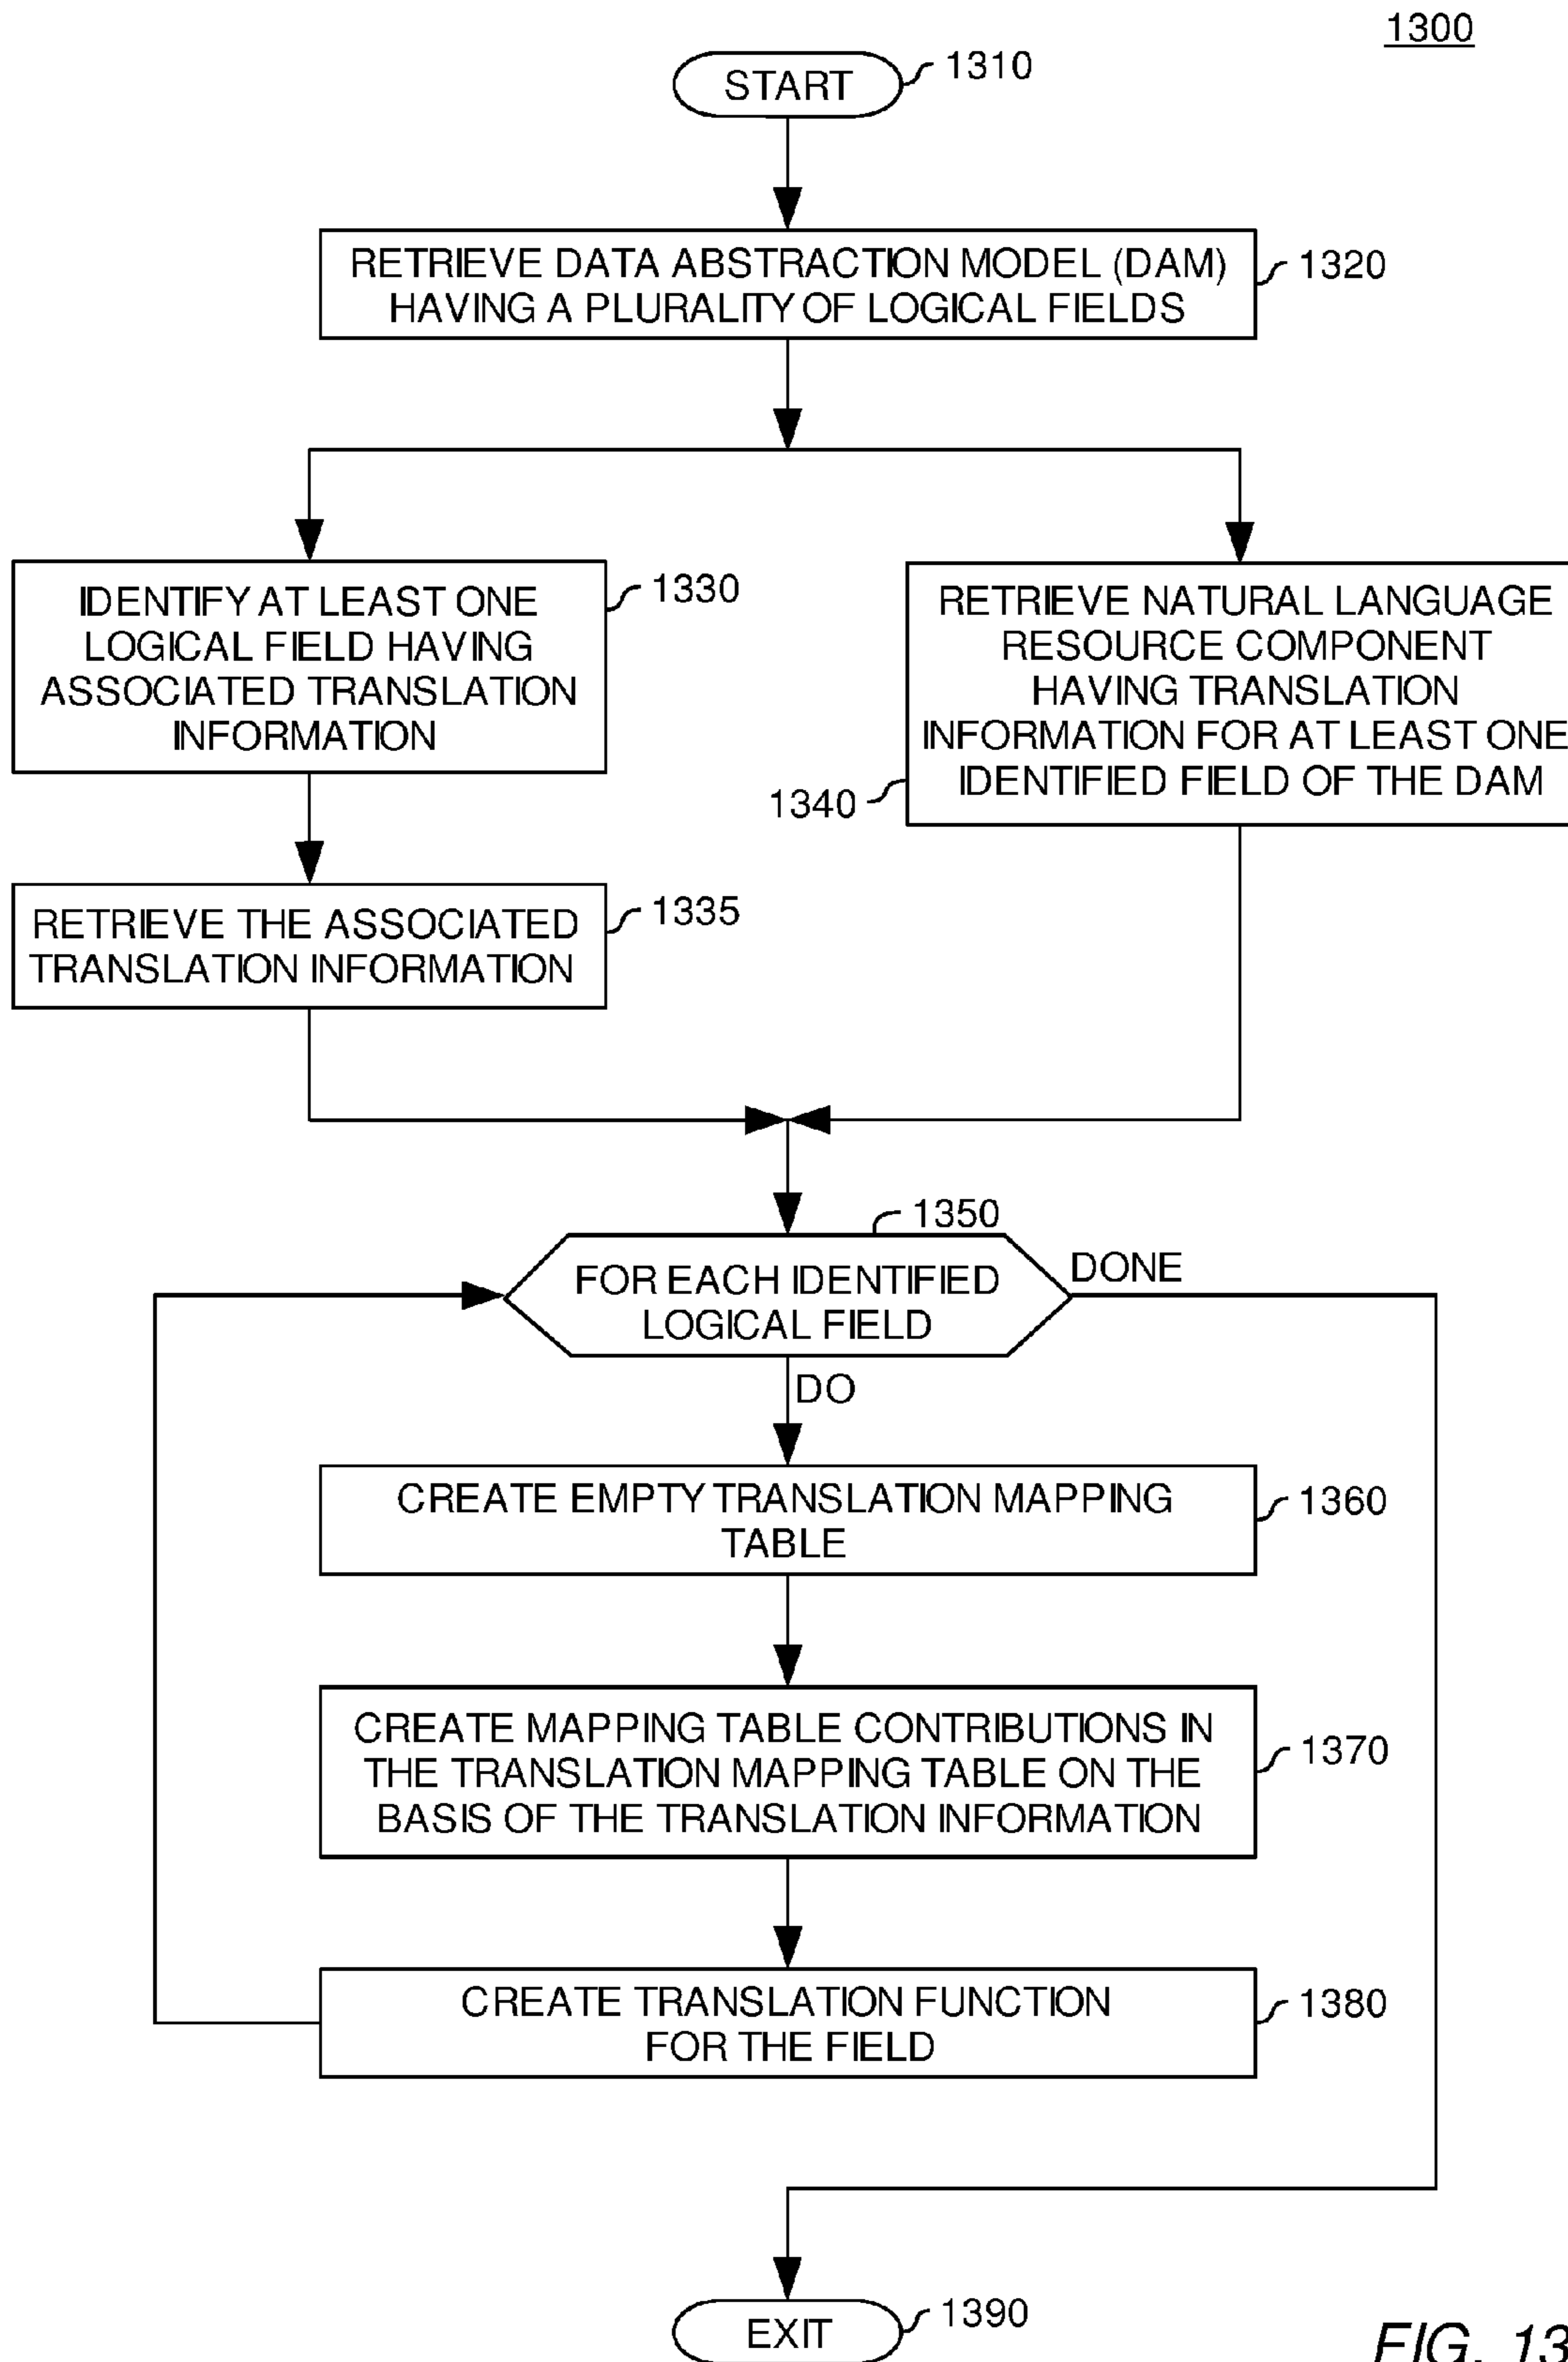 1300
START
1310
RETRIEVE DATA ABSTRACTION MODEL (DAM)
HAVING A PLURALITY OF LOGICAL FIELDS
1320
IDENTIFY AT LEAST ONE
LOGICAL FIELD HAVING
ASSOCIATED TRANSLATION
INFORMATION
1330
RETRIEVE NATURAL LANGUAGE
RESOURCE COMPONENT
HAVING TRANSLATION
INFORMATION FOR AT LEAST ONE
IDENTIFIED FIELD OF THE DAM
1340
RETRIEVE THE ASSOCIATED
TRANSLATION INFORMATION
1335
1350
FOR EACH IDENTIFIED
LOGICAL FIELD
DONE
DO
CREATE EMPTY TRANSLATION MAPPING
TABLE
1360
CREATE MAPPING TABLE CONTRIBUTIONS IN
THE TRANSLATION MAPPING TABLE ON THE
BASIS OF THE TRANSLATION INFORMATION
1370
CREATE TRANSLATION FUNCTION
FOR THE FIELD
1380
EXIT
1390
FIG. 13